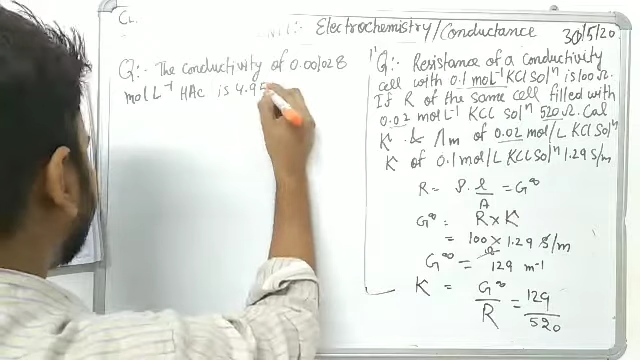 CL
UNIT:- Electrochemistry/Conductance 30/5/20
Q:- The conductivity of 0.001028
mol L⁻¹ HAc is 4.95
Q:- Resistance of a conductivity
cell with 0.1 mol L⁻¹ KCl Solⁿ is 100 Ω.
If R of the same cell filled with
0.02 mol L⁻¹ KCl Solⁿ 520 Ω. Cal
K & Λm of 0.02 mol/L KCl Solⁿ
K of 0.1 mol/L KCl Solⁿ 1.29 S/m
R = ρ. l/A = G∞
G∞ = R × K
= 100 × 1.29 S/m
G∞ = 129 m⁻¹
K = G∞/R = 129/520